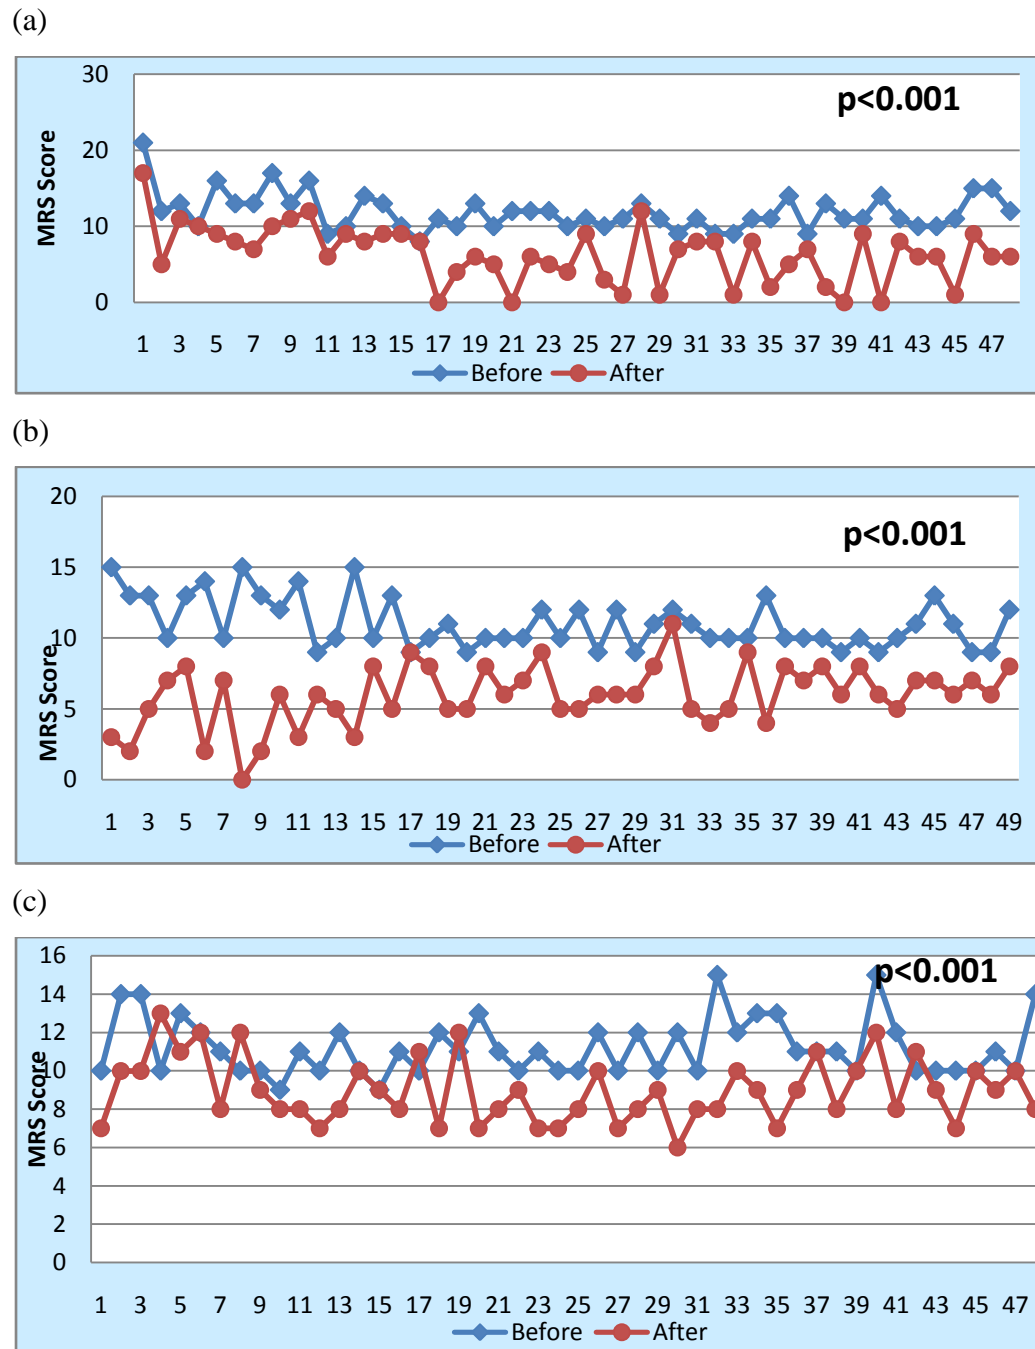 (a)
30
p<0.001
20
MRS Score
10
0
1 3 5 7 9 11 13 15 17 19 21 23 25 27 29 31 33 35 37 39 41 43 45 47
Before After
(b)
20
p<0.001
15
10
MRS Score
5
0
1 3 5 7 9 11 13 15 17 19 21 23 25 27 29 31 33 35 37 39 41 43 45 47 49
Before After
(c)
16
p<0.001
14
12
10
MRS Score
8
6
4
2
0
1 3 5 7 9 11 13 15 17 19 21 23 25 27 29 31 33 35 37 39 41 43 45 47
Before After